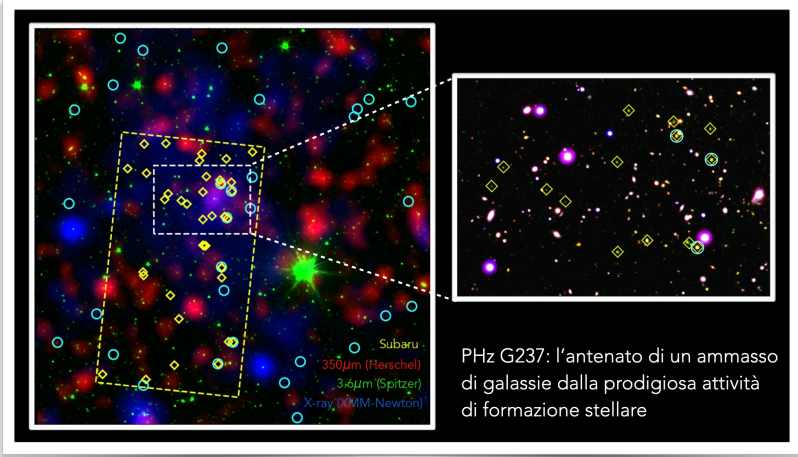 Subaru
350µm (Herschel)
3.6µm (Spitzer)
X-ray (XMM-Newton)
PHz G237: l'antenato di un ammasso
di galassie dalla prodigiosa attività
di formazione stellare